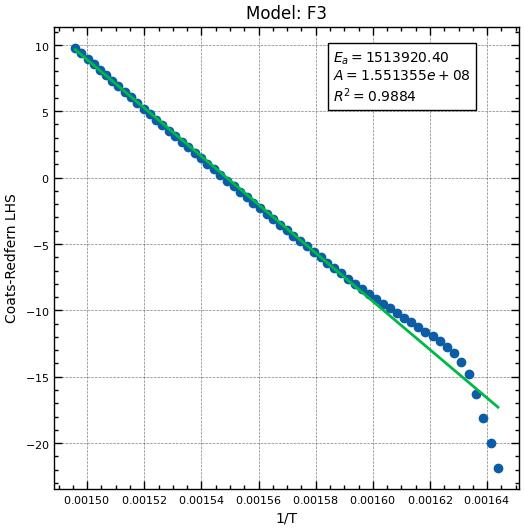 Model: F3
10
5
0
−5
−10
−15
−20
Coats-Redfern LHS
E_a = 1513920.40
A = 1.551355e + 08
R² = 0.9884
0.00150 0.00152 0.00154 0.00156 0.00158 0.00160 0.00162 0.00164
1/T